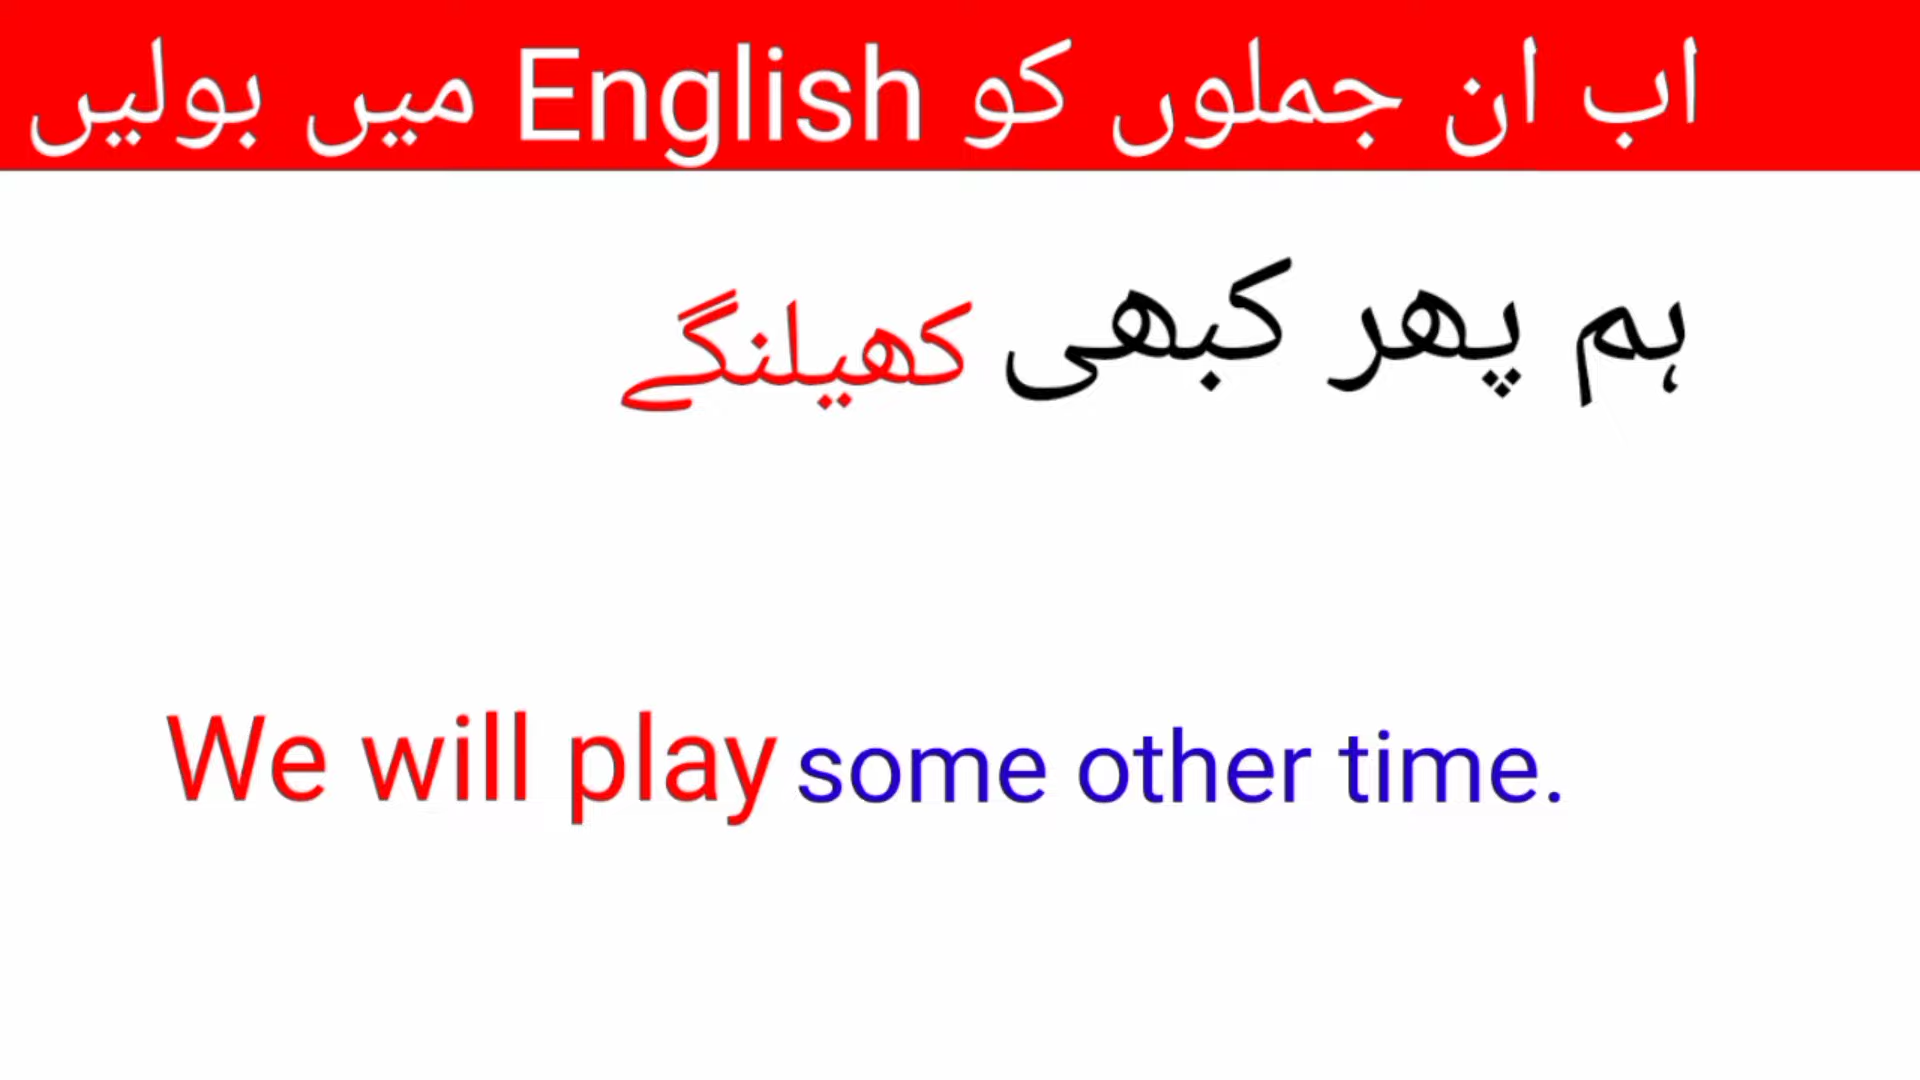 اب ان جملوں کو English میں بولیں
ہم پھر کبھی کھیلنگے
We will play some other time.